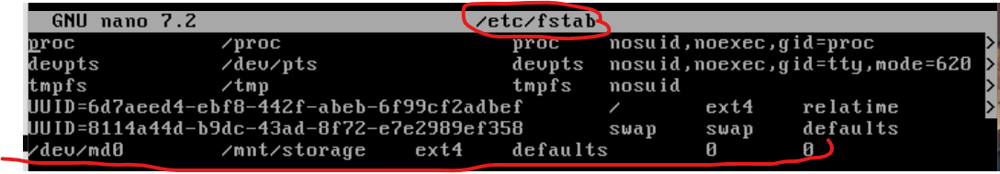 GNU nano 7.2 /etc/fstab
proc /proc proc nosuid,noexec,gid=proc >
devpts /dev/pts devpts nosuid,noexec,gid=tty,mode=620 >
tmpfs /tmp tmpfs nosuid >
UUID=6d7aeed4-ebf8-442f-abeb-6f99cf2adbef / ext4 relatime >
UUID=8114a44d-b9dc-43ad-8f72-e7e2989ef358 swap swap defaults
/dev/md0 /mnt/storage ext4 defaults 0 0